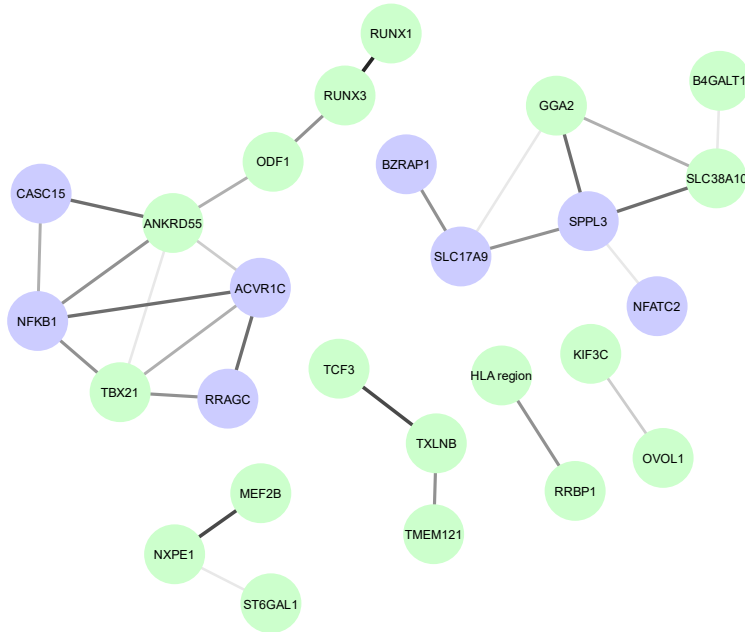 RUNX1
RUNX3
B4GALT1
GGA2
ODF1
BZRAP1
SLC38A10
CASC15
ANKRD55
SPPL3
SLC17A9
ACVR1C
NFKB1
NFATC2
KIF3C
TCF3
HLA region
TBX21
RRAGC
TXLNB
OVOL1
MEF2B
RRBP1
TMEM121
NXPE1
ST6GAL1